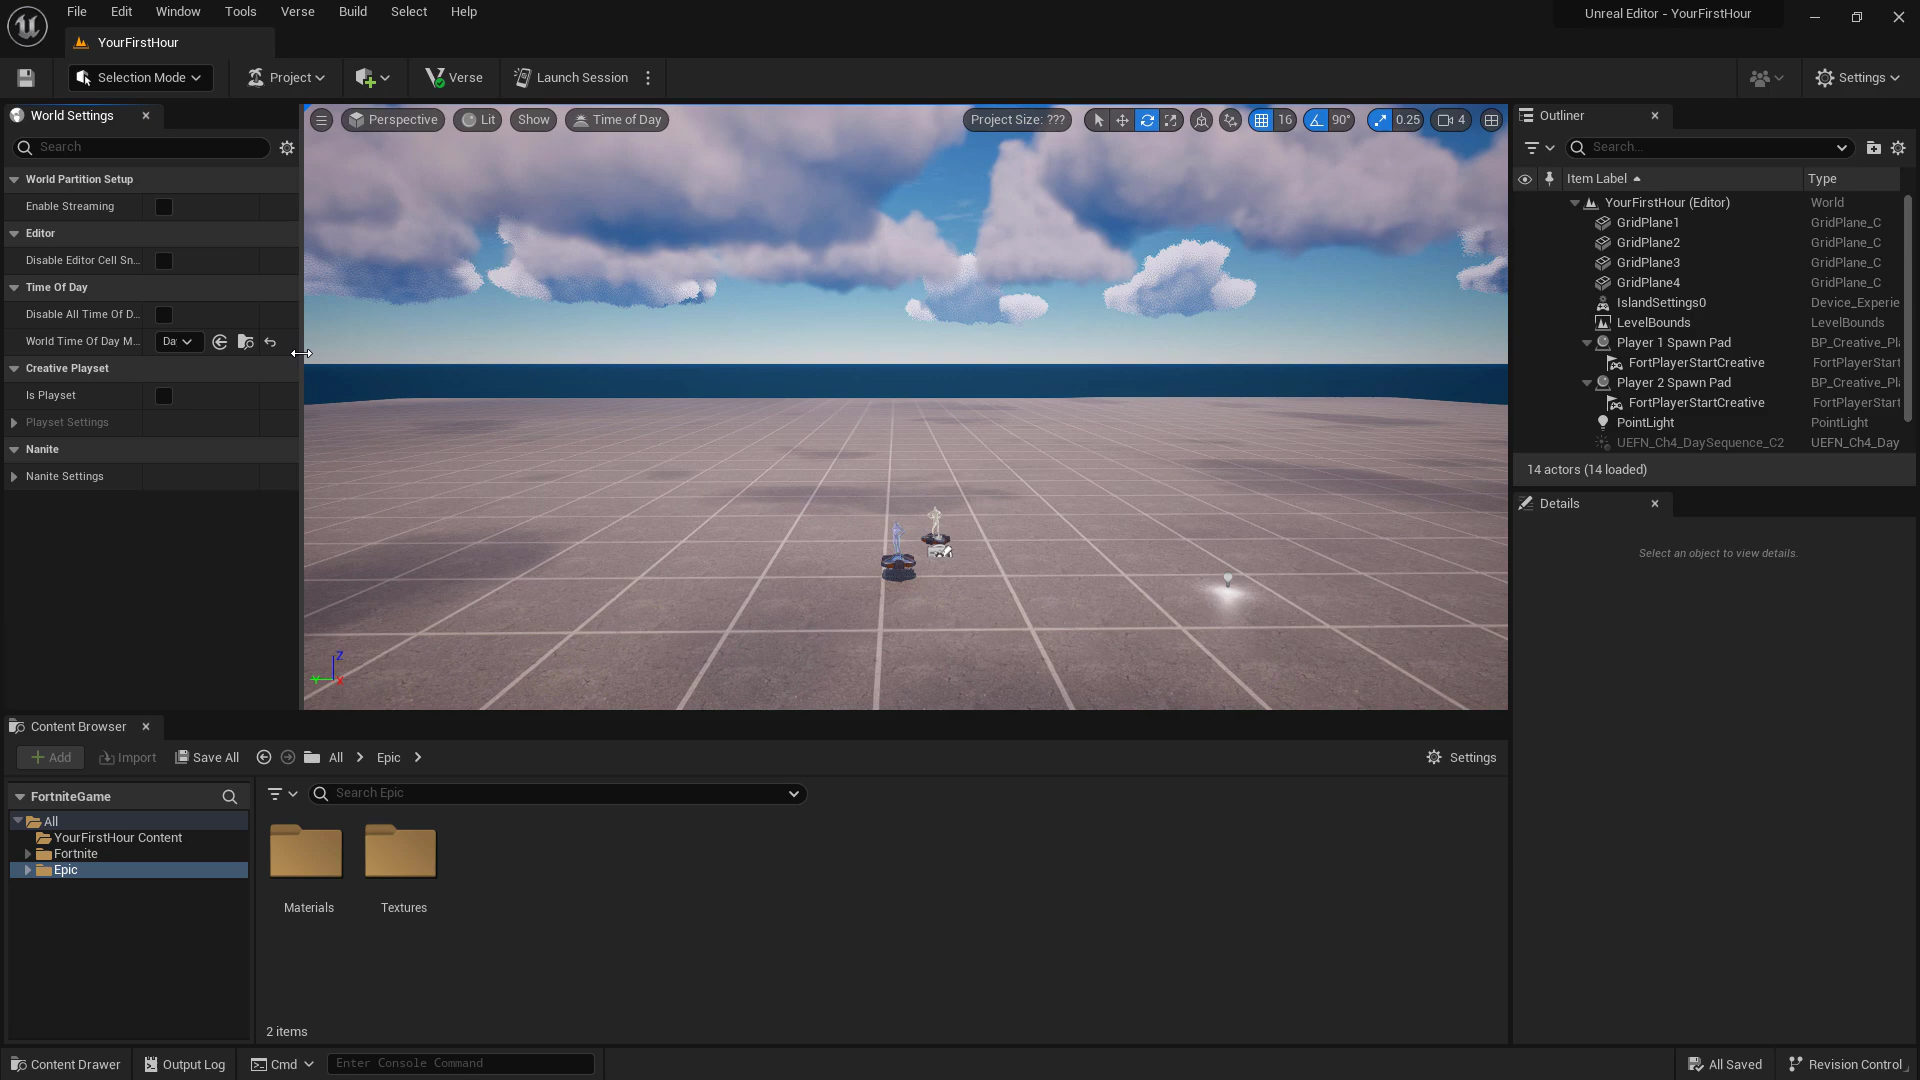 File Edit Window Tools Verse Build Select Help
Unreal Editor - YourFirstHour
YourFirstHour
Selection Mode
Project
Verse
Launch Session
Settings
World Settings
Search
World Partition Setup
Enable Streaming
Editor
Disable Editor Cell Sn...
Time Of Day
Disable All Time Of D...
World Time Of Day M...
Da
Creative Playset
Is Playset
Playset Settings
Nanite
Nanite Settings
Perspective
Lit
Show
Time of Day
Project Size: ???
16
90°
0.25
4
Z
Y
X
Outliner
Search...
Item Label Type
YourFirstHour (Editor) World
GridPlane1 GridPlane_C
GridPlane2 GridPlane_C
GridPlane3 GridPlane_C
GridPlane4 GridPlane_C
IslandSettings0 Device_Experie
LevelBounds LevelBounds
Player 1 Spawn Pad BP_Creative_Pl
FortPlayerStartCreative FortPlayerStart
Player 2 Spawn Pad BP_Creative_Pl
FortPlayerStartCreative FortPlayerStart
PointLight PointLight
UEFN_Ch4_DaySequence_C2 UEFN_Ch4_Day
14 actors (14 loaded)
Details
Select an object to view details.
Content Browser
Add
Import
Save All
All
Epic
Settings
FortniteGame
All
YourFirstHour Content
Fortnite
Epic
Search Epic
Materials
Textures
2 items
Content Drawer
Output Log
Cmd
Enter Console Command
All Saved
Revision Control